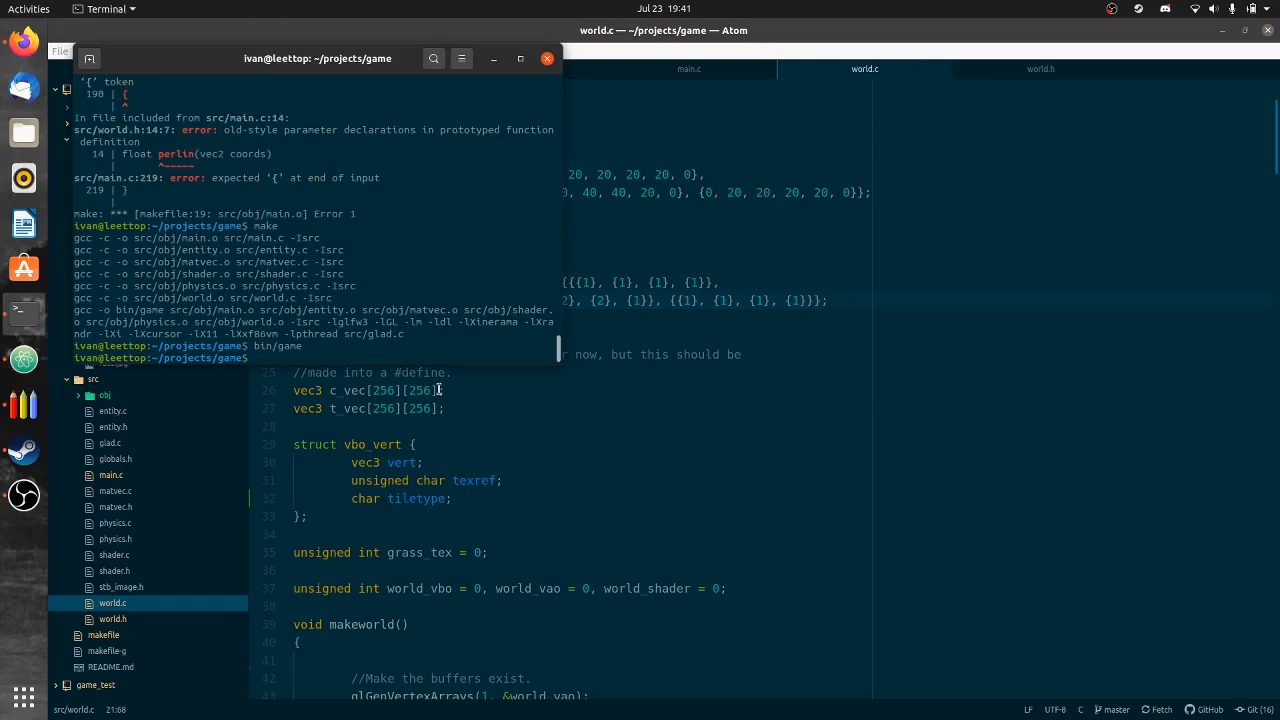 Activities
Terminal
Jul 23 19:41
world.c — ~/projects/game — Atom
File
ivan@leettop: ~/projects/game
main.c
world.c
world.h
‘{’ token
190 | {
| ^
In file included from src/main.c:14:
src/world.h:14:7: error: old-style parameter declarations in prototyped function
definition
14 | float perlin(vec2 coords)
| ^~~~~~
src/main.c:219: error: expected ‘{’ at end of input
219 | }
|
make: *** [makefile:19: src/obj/main.o] Error 1
ivan@leettop:~/projects/game$ make
gcc -c -o src/obj/main.o src/main.c -Isrc
gcc -c -o src/obj/entity.o src/entity.c -Isrc
gcc -c -o src/obj/matvec.o src/matvec.c -Isrc
gcc -c -o src/obj/shader.o src/shader.c -Isrc
gcc -c -o src/obj/physics.o src/physics.c -Isrc
gcc -c -o src/obj/world.o src/world.c -Isrc
gcc -o bin/game src/obj/main.o src/obj/entity.o src/obj/matvec.o src/obj/shader.
o src/obj/physics.o src/obj/world.o -Isrc -lglfw3 -lGL -lm -ldl -lXinerama -lXra
ndr -lXi -lXcursor -lX11 -lXxf86vm -lpthread src/glad.c
ivan@leettop:~/projects/game$ bin/game
ivan@leettop:~/projects/game$
20, 20, 20, 20, 0},
0, 40, 40, 20, 0}, {0, 20, 20, 20, 20, 0}};
{{{1}, {1}, {1}, {1}},
2}, {2}, {1}}, {{1}, {1}, {1}, {1}}};
r now, but this should be
25 //made into a #define.
26 vec3 c_vec[256][256];
27 vec3 t_vec[256][256];
28
29 struct vbo_vert {
30 vec3 vert;
31 unsigned char texref;
32 char tiletype;
33 };
34
35 unsigned int grass_tex = 0;
36
37 unsigned int world_vbo = 0, world_vao = 0, world_shader = 0;
38
39 void makeworld()
40 {
41
42 //Make the buffers exist.
43 glGenVertexArrays(1, &world_vao);
src
obj
entity.c
entity.h
glad.c
globals.h
main.c
matvec.c
matvec.h
physics.c
physics.h
shader.c
shader.h
stb_image.h
world.c
world.h
makefile
makefile-g
README.md
game_test
src/world.c
21:68
LF
UTF-8
C
master
Fetch
GitHub
Git (16)